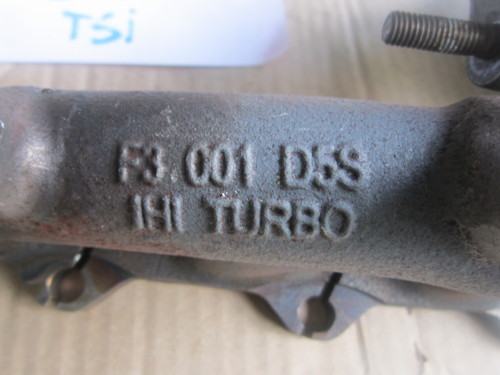 TSi
F3 001 D5S
IHI TURBO